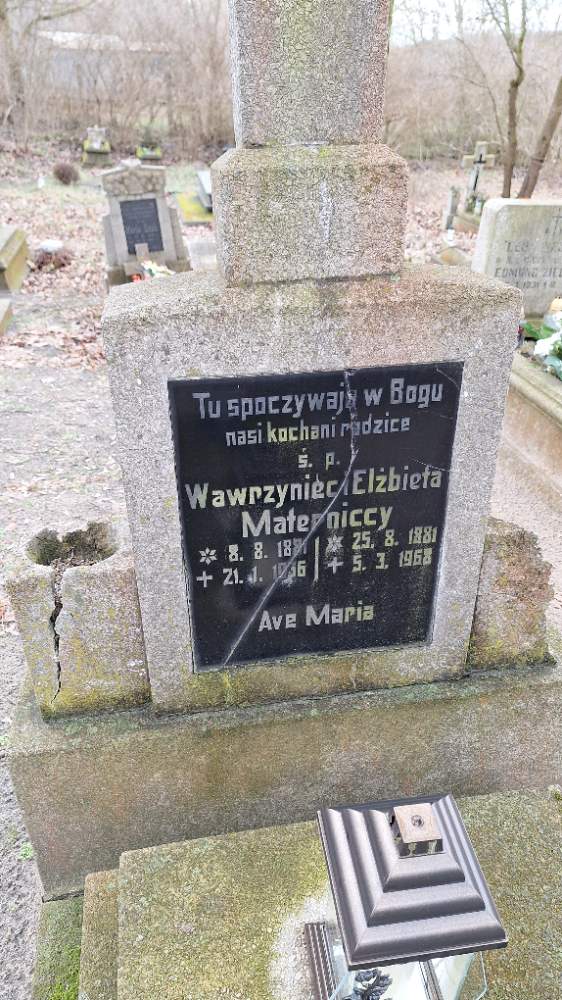 Tu spoczywają w Bogu
nasi kochani rodzice
ś. p.
Wawrzyniec i Elżbieta
Materniccy
* 8. 8. * 25. 8. 1881
+ 21. 1. + 5. 3. 1968
Ave Maria
EDMUND